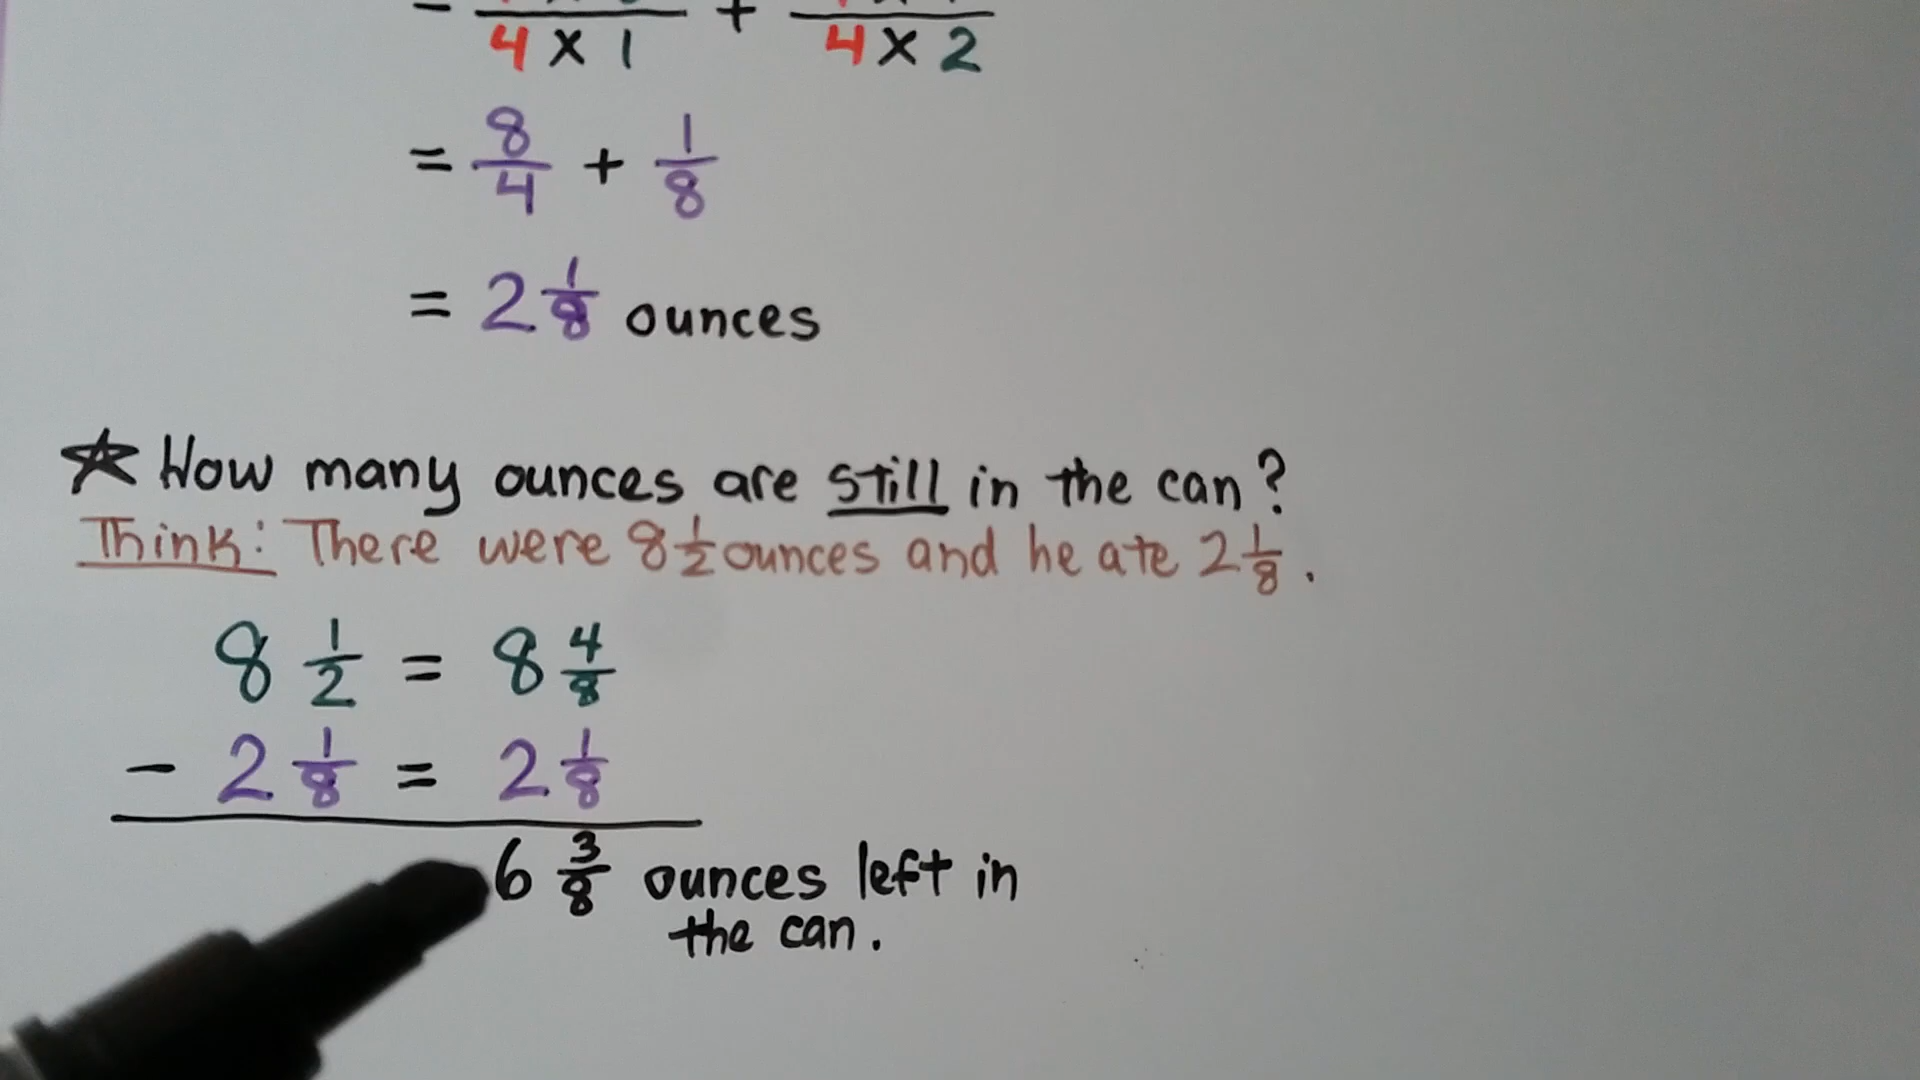 4 x 1 + 4 x 2
= 8/4 + 1/8
= 2 1/8 ounces
☆ How many ounces are still in the can?
Think: There were 8 1/2 ounces and he ate 2 1/8.
8 1/2 = 8 4/8
- 2 1/8 = 2 1/8
6 3/8 ounces left in
the can.